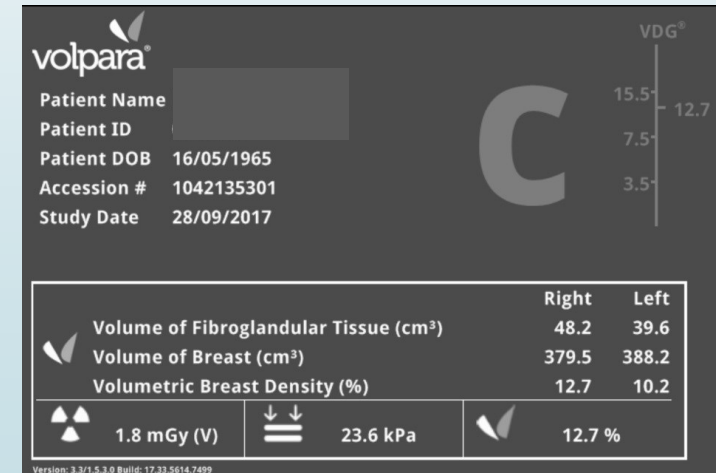 volpara®
VDG®
Patient Name
Patient ID
Patient DOB 16/05/1965
Accession # 1042135301
Study Date 28/09/2017
C
15.5
12.7
7.5
3.5
Right Left
Volume of Fibroglandular Tissue (cm³) 48.2 39.6
Volume of Breast (cm³) 379.5 388.2
Volumetric Breast Density (%) 12.7 10.2
1.8 mGy (V) 23.6 kPa 12.7 %
Version: 3.3/1.5.3.0 Build: 17.33.5614.7499